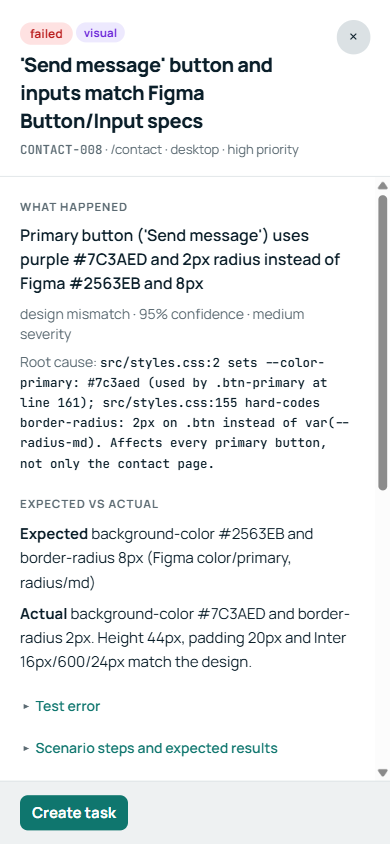 failed visual
×
'Send message' button and
inputs match Figma
Button/Input specs
CONTACT-008 · /contact · desktop · high priority
WHAT HAPPENED
Primary button ('Send message') uses
purple #7C3AED and 2px radius instead of
Figma #2563EB and 8px
design mismatch · 95% confidence · medium
severity
Root cause: src/styles.css:2 sets --color-
primary: #7c3aed (used by .btn-primary at
line 161); src/styles.css:155 hard-codes
border-radius: 2px on .btn instead of var(--
radius-md). Affects every primary button,
not only the contact page.
EXPECTED VS ACTUAL
Expected background-color #2563EB and
border-radius 8px (Figma color/primary,
radius/md)
Actual background-color #7C3AED and border-
radius 2px. Height 44px, padding 20px and Inter
16px/600/24px match the design.
▸ Test error
▸ Scenario steps and expected results
Create task